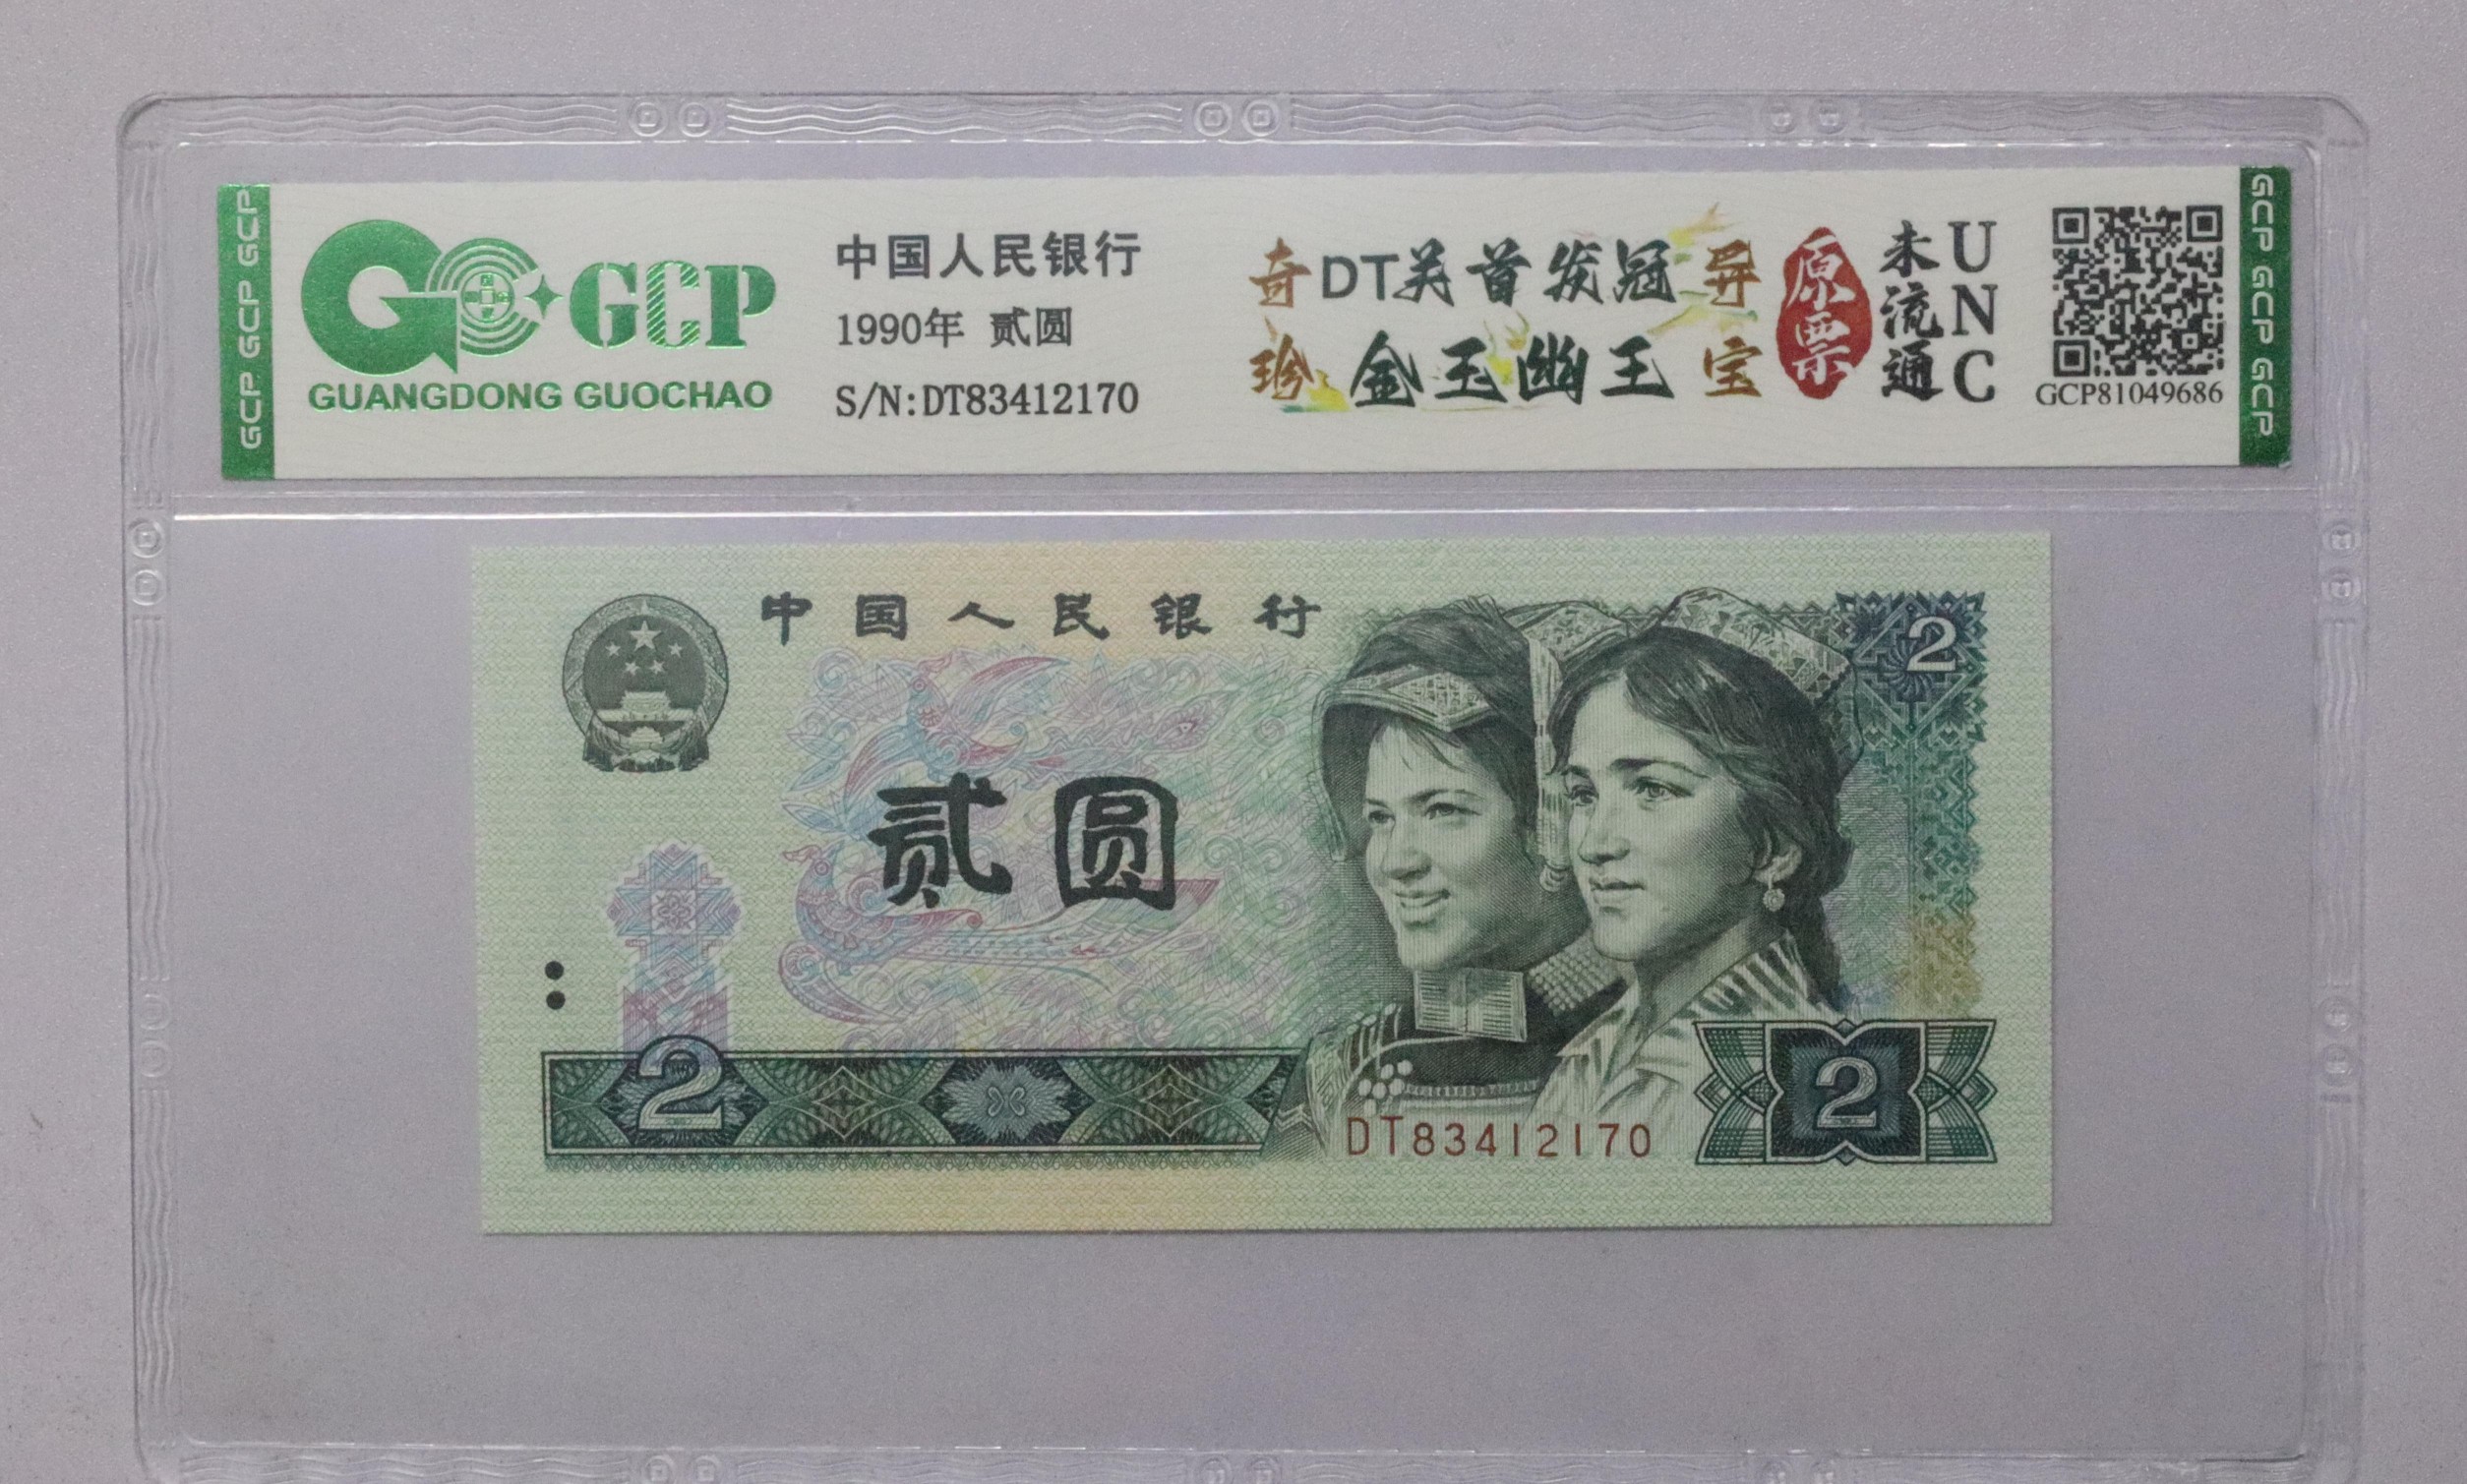 GCP GCP GCP
GCP
GUANGDONG GUOCHAO
中国人民银行
1990年 贰圆
S/N:DT83412170
奇珍
DT关首发冠
金玉幽王
异宝
原票
未流通
UNC
GCP81049686
GCP GCP GCP
中国人民银行
2
贰圆
2
DT83412170
2